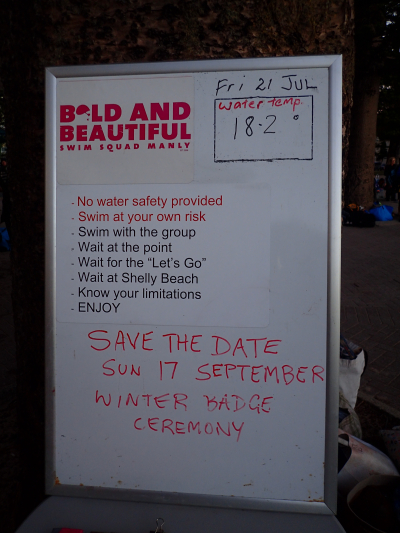 Fri 21 JUL
BOLD AND
BEAUTIFUL
SWIM SQUAD MANLY
Water temp.
18.2°
- No water safety provided
- Swim at your own risk
- Swim with the group
- Wait at the point
- Wait for the "Let's Go"
- Wait at Shelly Beach
- Know your limitations
- ENJOY
SAVE THE DATE
SUN 17 SEPTEMBER
WINTER BADGE
CEREMONY